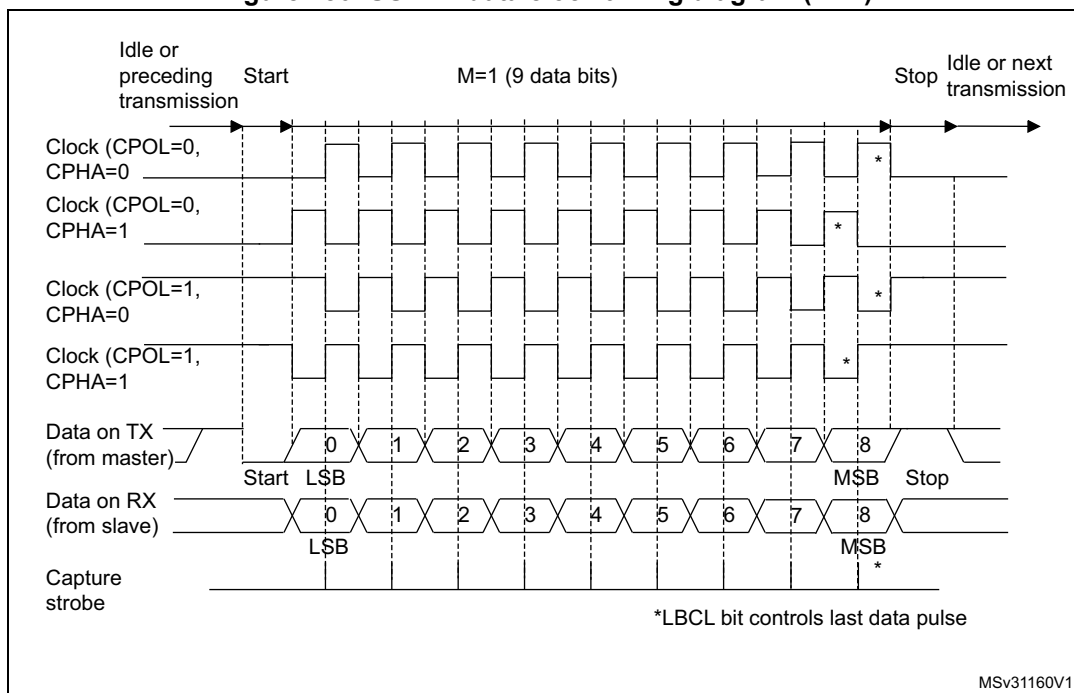 Idle or
preceding
transmission
Start
M=1 (9 data bits)
Stop
Idle or next
transmission
Clock (CPOL=0,
CPHA=0
*
Clock (CPOL=0,
CPHA=1
*
Clock (CPOL=1,
CPHA=0
*
Clock (CPOL=1,
CPHA=1
*
Data on TX
(from master)
0 1 2 3 4 5 6 7 8
Start LSB MSB Stop
Data on RX
(from slave)
0 1 2 3 4 5 6 7 8
LSB MSB
*
Capture
strobe
*LBCL bit controls last data pulse
MSv31160V1